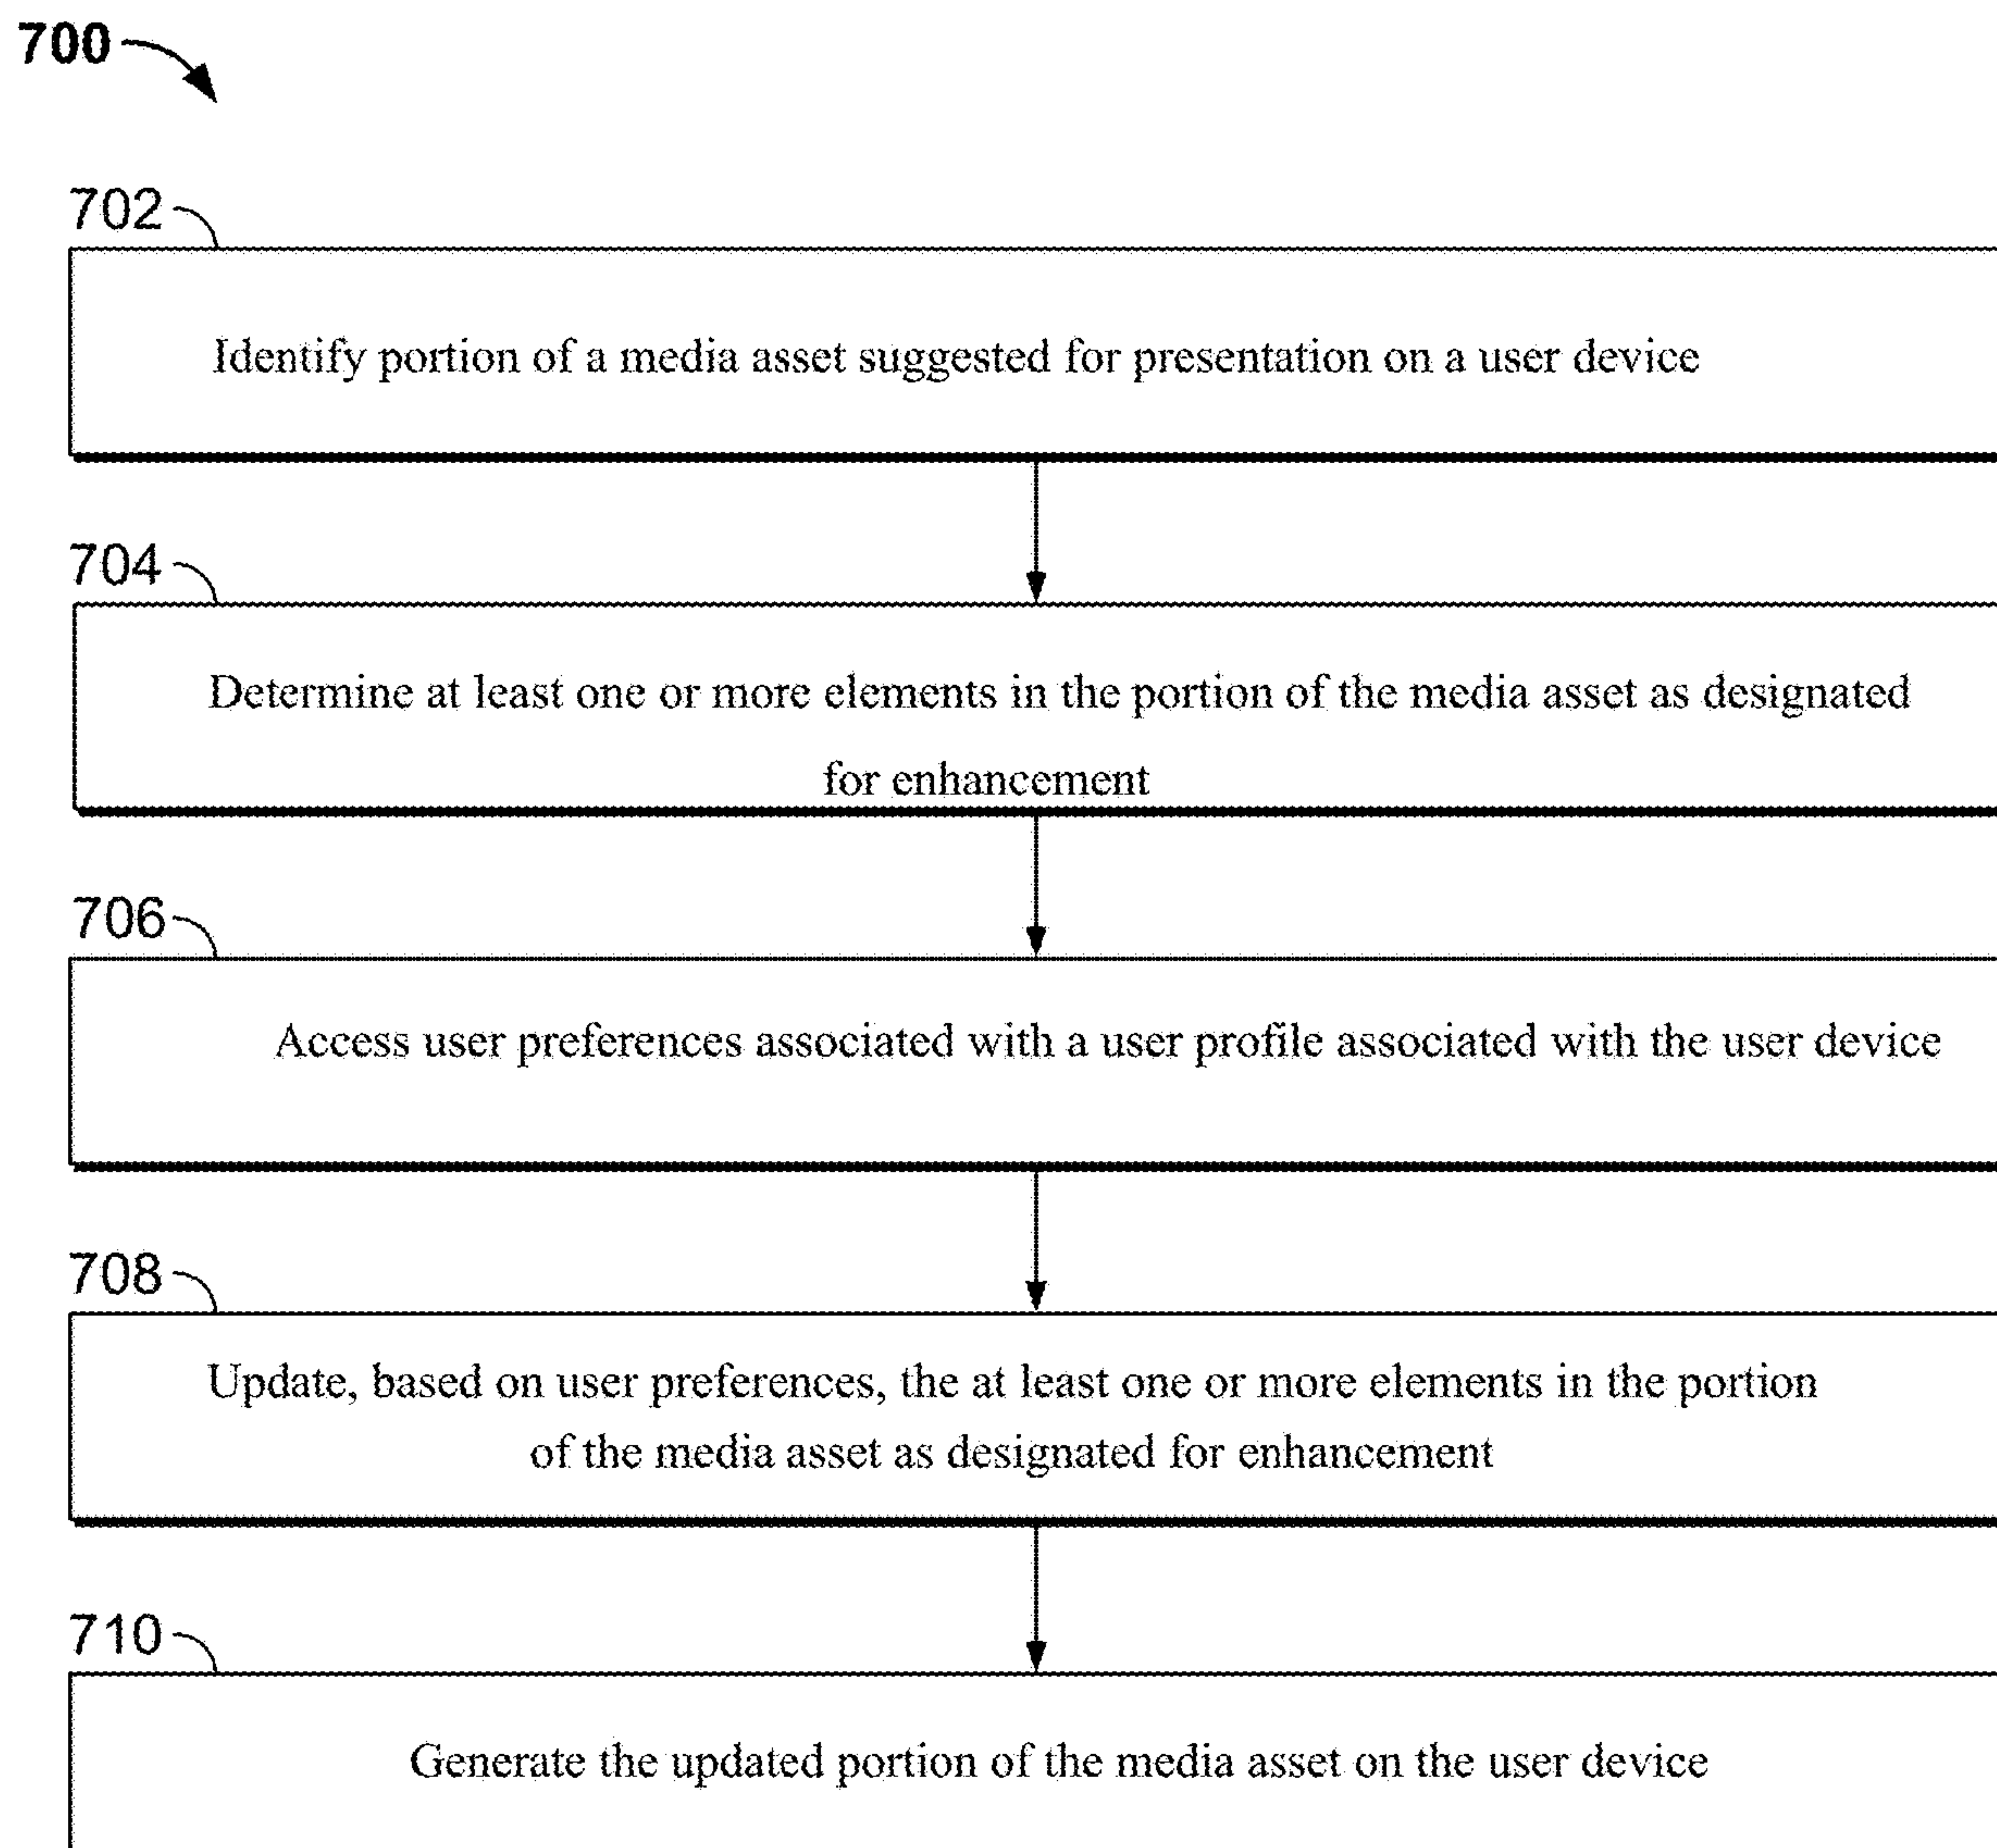 700
702
Identify portion of a media asset suggested for presentation on a user device
704
Determine at least one or more elements in the portion of the media asset as designated
for enhancement
706
Access user preferences associated with a user profile associated with the user device
708
Update, based on user preferences, the at least one or more elements in the portion
of the media asset as designated for enhancement
710
Generate the updated portion of the media asset on the user device